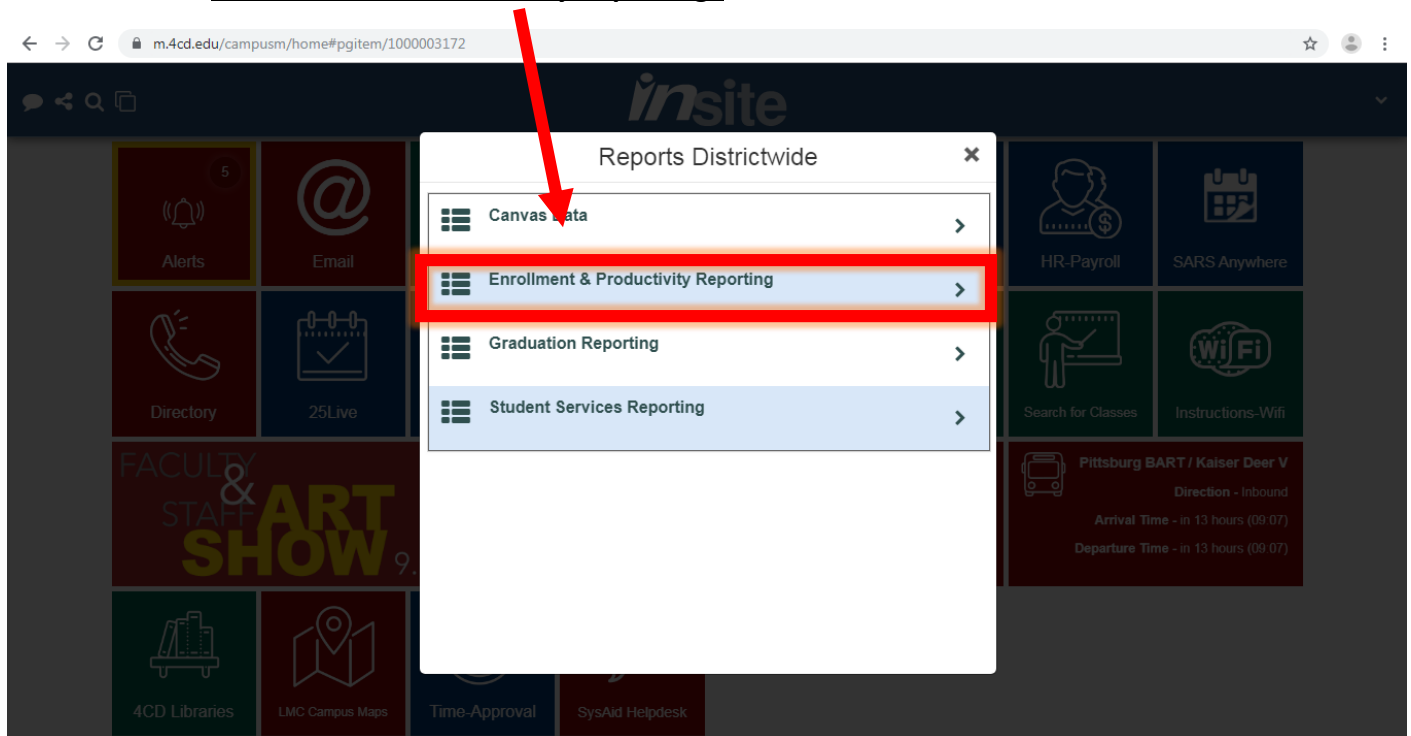 m.4cd.edu/campusm/home#pgitem/1000003172
insite
Reports Districtwide
Canvas Data
Enrollment & Productivity Reporting
Graduation Reporting
Student Services Reporting
5
Alerts
Email
HR-Payroll
SARS Anywhere
Directory
25Live
Search for Classes
WiFi
Instructions-Wifi
FACULTY
&
STAFF
ART
SHOW 9.
Pittsburg BART / Kaiser Deer V
Direction - Inbound
Arrival Time - in 13 hours (09:07)
Departure Time - in 13 hours (09:07)
4CD Libraries
LMC Campus Maps
Time-Approval
SysAid Helpdesk